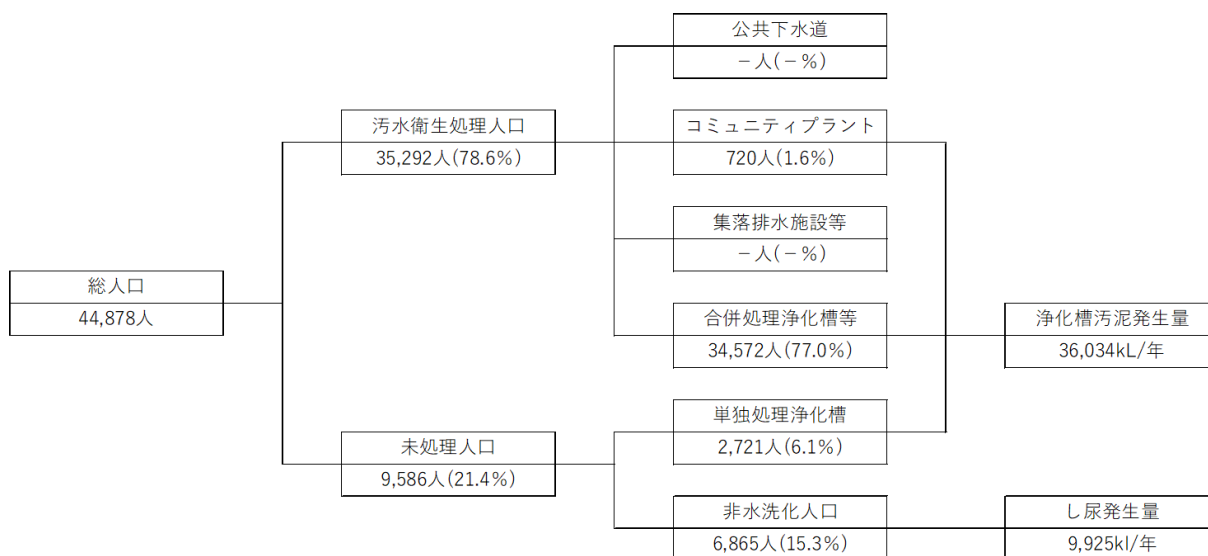 公共下水道
－人(－%)
汚水衛生処理人口
35,292人(78.6%)
コミュニティプラント
720人(1.6%)
集落排水施設等
－人(－%)
総人口
44,878人
合併処理浄化槽等
34,572人(77.0%)
浄化槽汚泥発生量
36,034kL/年
単独処理浄化槽
2,721人(6.1%)
未処理人口
9,586人(21.4%)
非水洗化人口
6,865人(15.3%)
し尿発生量
9,925kl/年